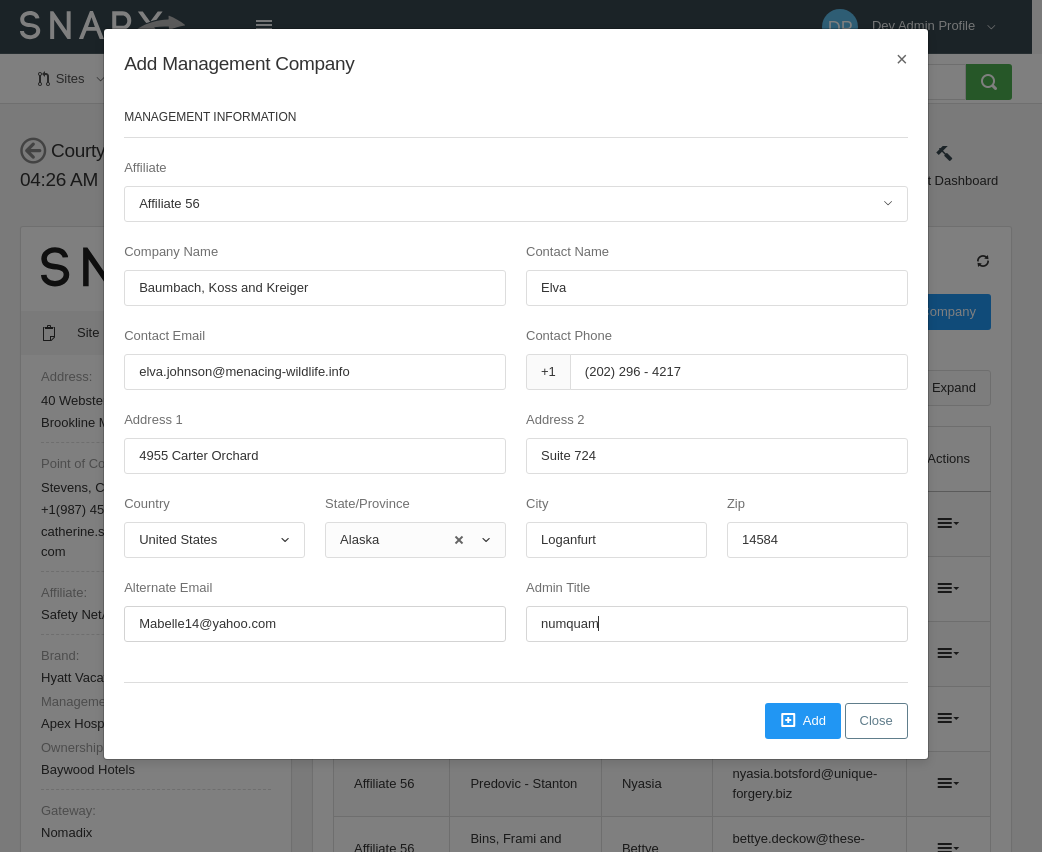 SNAPX
DP
Dev Admin Profile
Sites
Add Management Company
×
MANAGEMENT INFORMATION
Affiliate
Affiliate 56
Company Name
Contact Name
Baumbach, Koss and Kreiger
Elva
Contact Email
Contact Phone
elva.johnson@menacing-wildlife.info
+1
(202) 296 - 4217
Address 1
Address 2
4955 Carter Orchard
Suite 724
Country
State/Province
City
Zip
United States
Alaska
Loganfurt
14584
Alternate Email
Admin Title
Mabelle14@yahoo.com
numquam
Add
Close
Courty
04:26 AM
Dashboard
SN
Site
Company
Expand
Actions
Address:
40 Webste
Brookline M
Point of Co
Stevens, C
+1(987) 45
catherine.s
com
Affiliate:
Safety Net
Brand:
Hyatt Vaca
Manageme
Apex Hosp
Ownership
Baywood Hotels
Gateway:
Nomadix
Affiliate 56
Predovic - Stanton
Nyasia
nyasia.botsford@unique-
forgery.biz
Affiliate 56
Bins, Frami and
Bettye
bettye.deckow@these-